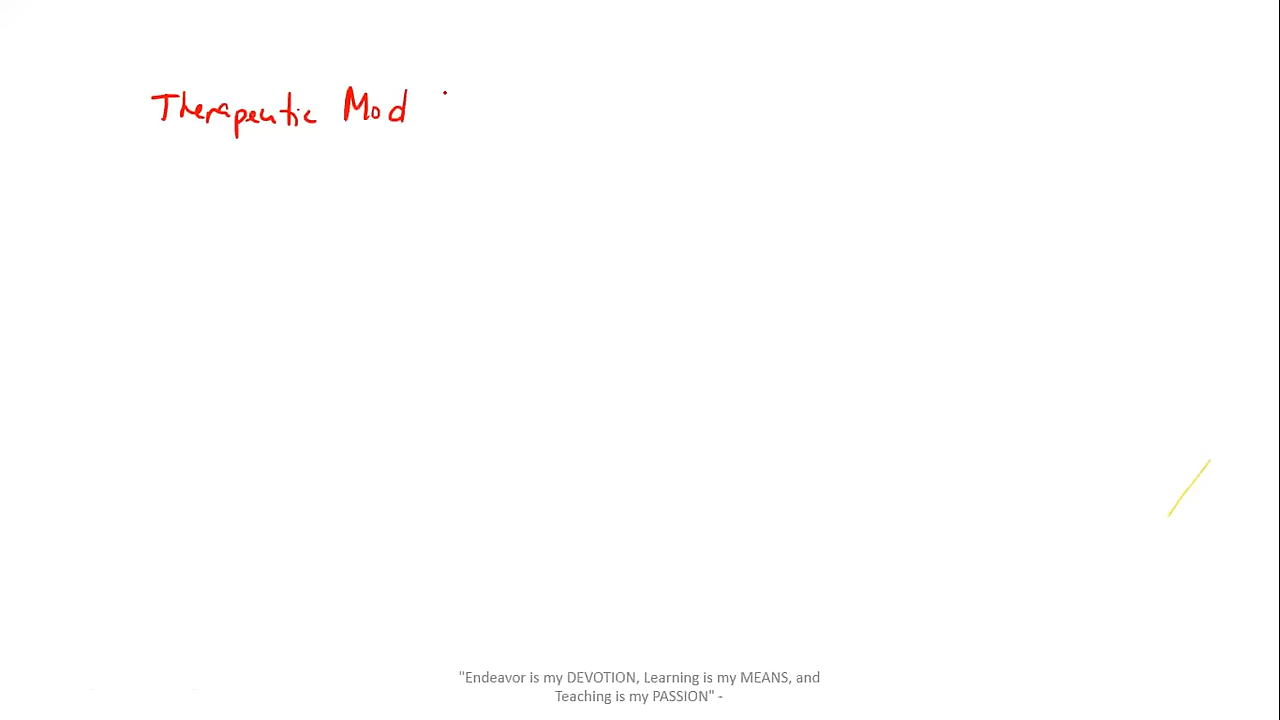 Therapeutic Mod
"Endeavor is my DEVOTION, Learning is my MEANS, and
Teaching is my PASSION" -